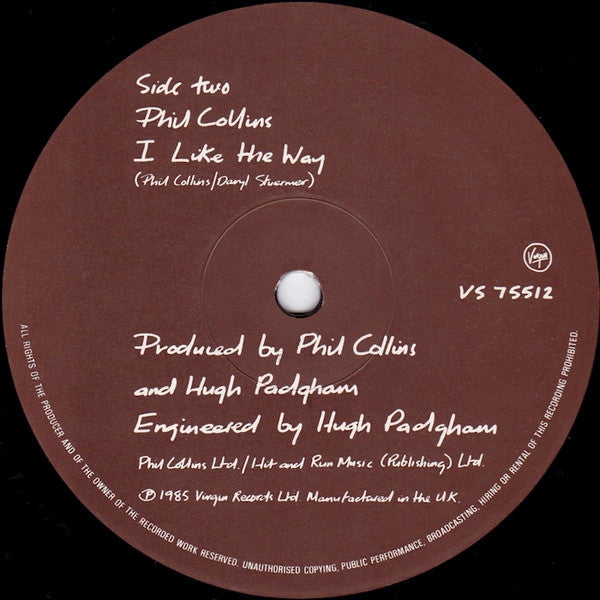 Side two
Phil Collins
I Like the Way
(Phil Collins/Daryl Stuermer)
Virgin
VS 75512
Produced by Phil Collins
and Hugh Padgham
Engineered by Hugh Padgham
Phil Collins Ltd./Hit and Run Music (Publishing) Ltd.
℗ 1985 Virgin Records Ltd. Manufactured in the U.K.
ALL RIGHTS OF THE PRODUCER AND OF THE OWNER OF THE RECORDED WORK RESERVED. UNAUTHORISED COPYING, PUBLIC PERFORMANCE, BROADCASTING, HIRING OR RENTAL OF THIS RECORDING PROHIBITED.